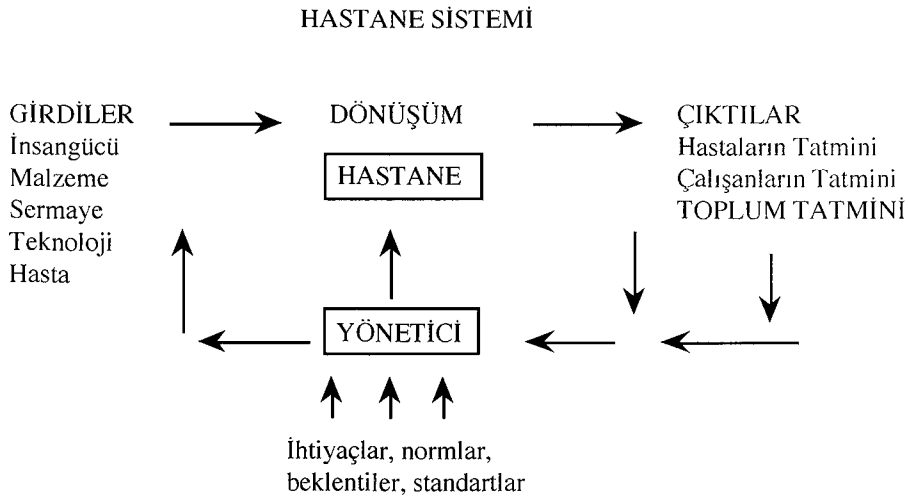 HASTANE SİSTEMİ
GİRDİLER
İnsangücü
Malzeme
Sermaye
Teknoloji
Hasta
DÖNÜŞÜM
HASTANE
YÖNETİCİ
İhtiyaçlar, normlar,
beklentiler, standartlar
ÇIKTILAR
Hastaların Tatmini
Çalışanların Tatmini
TOPLUM TATMİNİ